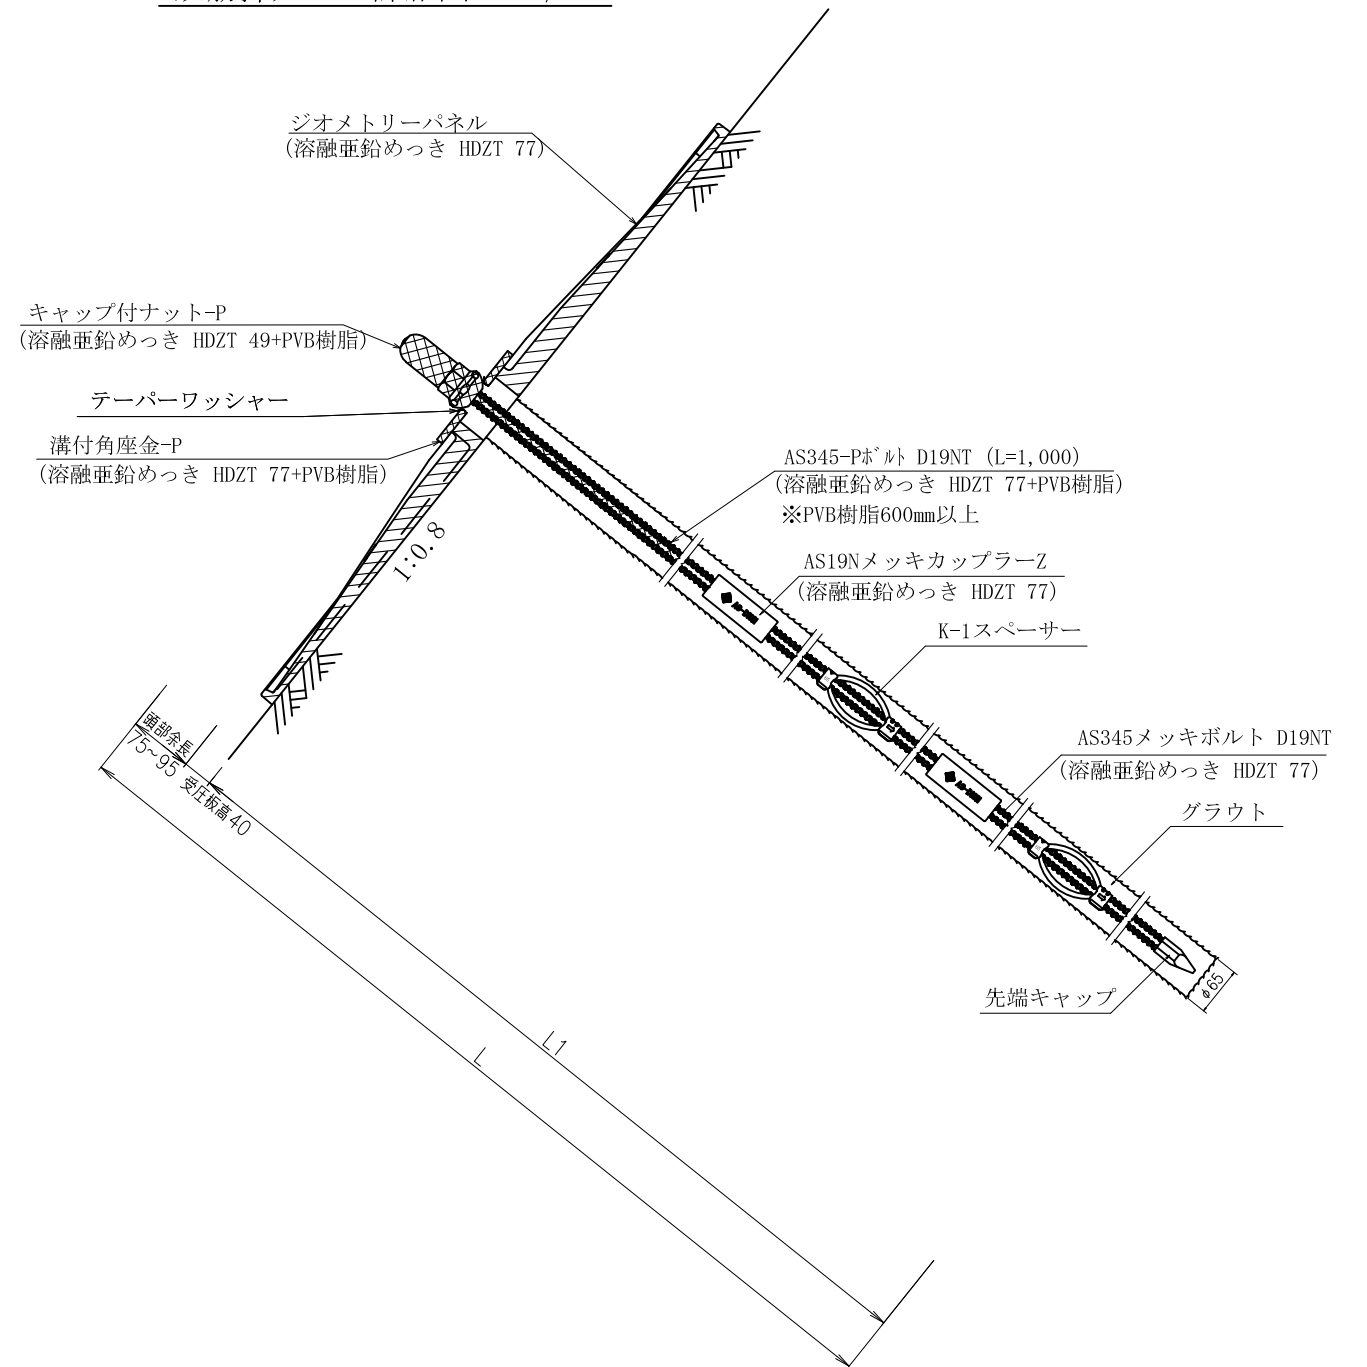 ジオメトリーパネル
(溶融亜鉛めっき HDZT 77)
キャップ付ナット-P
(溶融亜鉛めっき HDZT 49+PVB樹脂)
テーパーワッシャー
溝付角座金-P
(溶融亜鉛めっき HDZT 77+PVB樹脂)
1:0.8
AS345-Pボルト D19NT (L=1,000)
(溶融亜鉛めっき HDZT 77+PVB樹脂)
※PVB樹脂600mm以上
AS19NメッキカップラーZ
(溶融亜鉛めっき HDZT 77)
K-1スペーサー
AS345メッキボルト D19NT
(溶融亜鉛めっき HDZT 77)
グラウト
先端キャップ
φ65
頭部余長
75~95
受圧板高40
L1
L